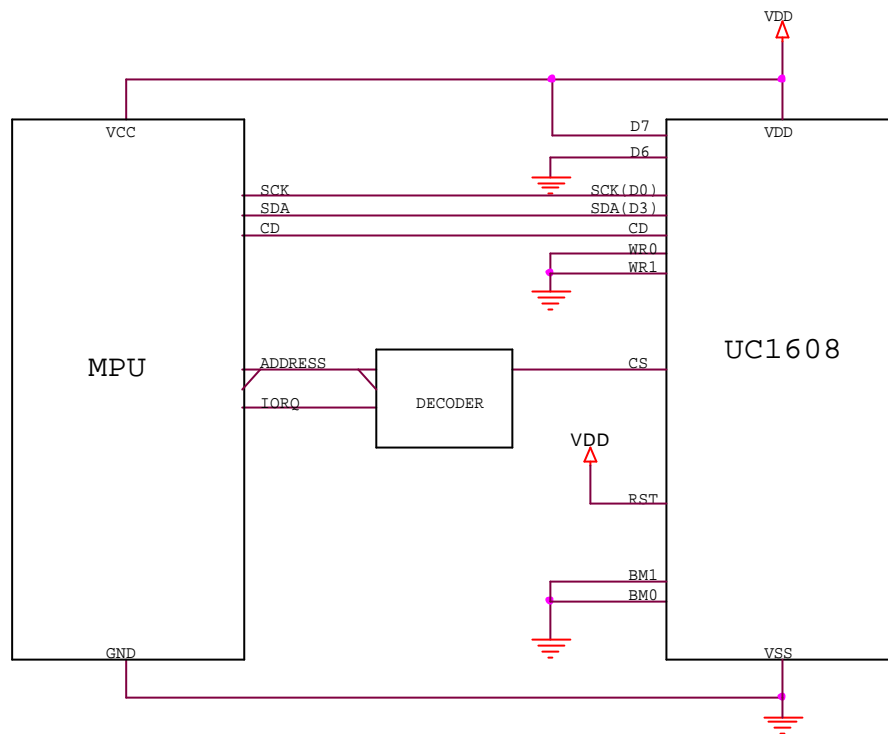 VDD
VCC
D7
VDD
D6
SCK
SCK(D0)
SDA
SDA(D3)
CD
CD
WR0
WR1
MPU
ADDRESS
IORQ
DECODER
CS
UC1608
VDD
RST
BM1
BM0
GND
VSS